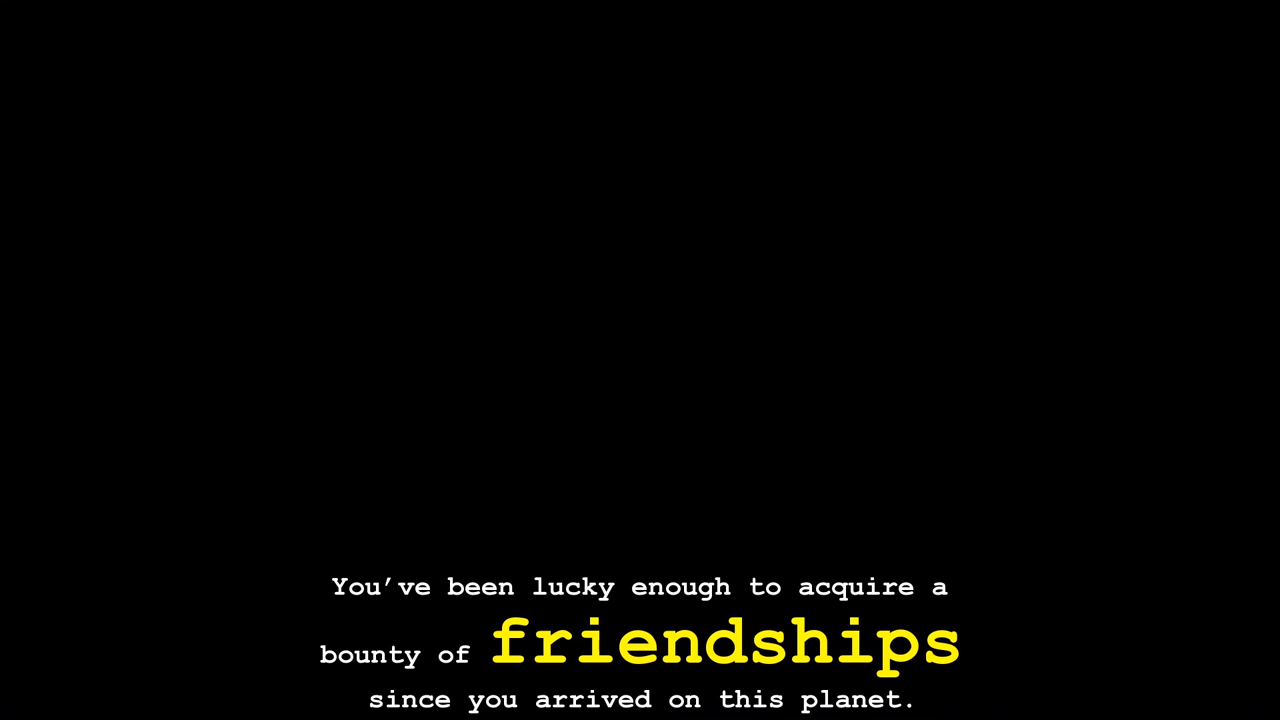 You’ve been lucky enough to acquire a
bounty of friendships
since you arrived on this planet.